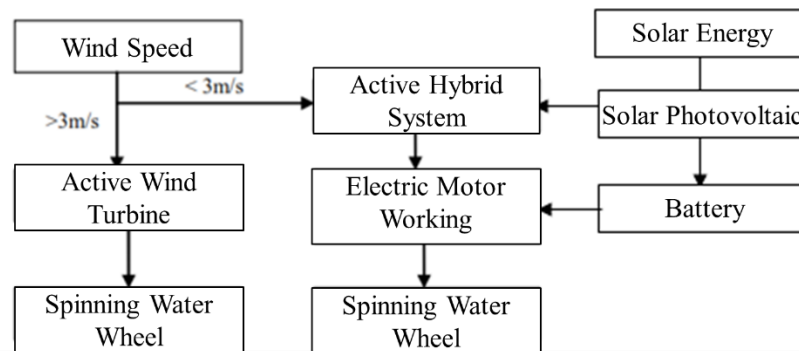 Wind Speed
Solar Energy
< 3m/s
Active Hybrid
System
Solar Photovoltaic
>3m/s
Active Wind
Turbine
Electric Motor
Working
Battery
Spinning Water
Wheel
Spinning Water
Wheel